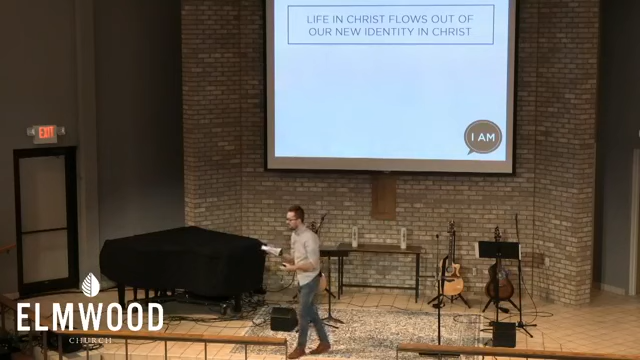 LIFE IN CHRIST FLOWS OUT OF
OUR NEW IDENTITY IN CHRIST
I AM
EXIT
ELMWOOD
CHURCH